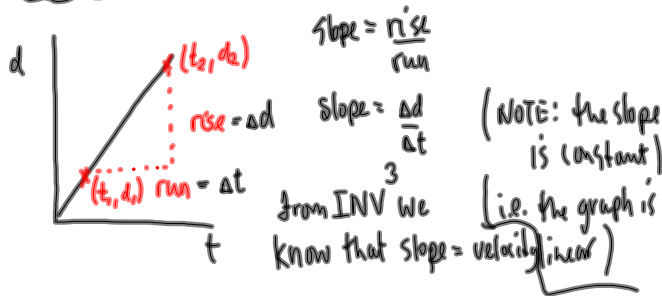 d
(t₂, d₂)
rise = Δd
(t₁, d₁) run = Δt
t
slope = rise
run
slope = Δd
Δt
(NOTE: the slope
is constant)
3
from INV we
know that slope = velocity
(i.e. the graph is
linear)